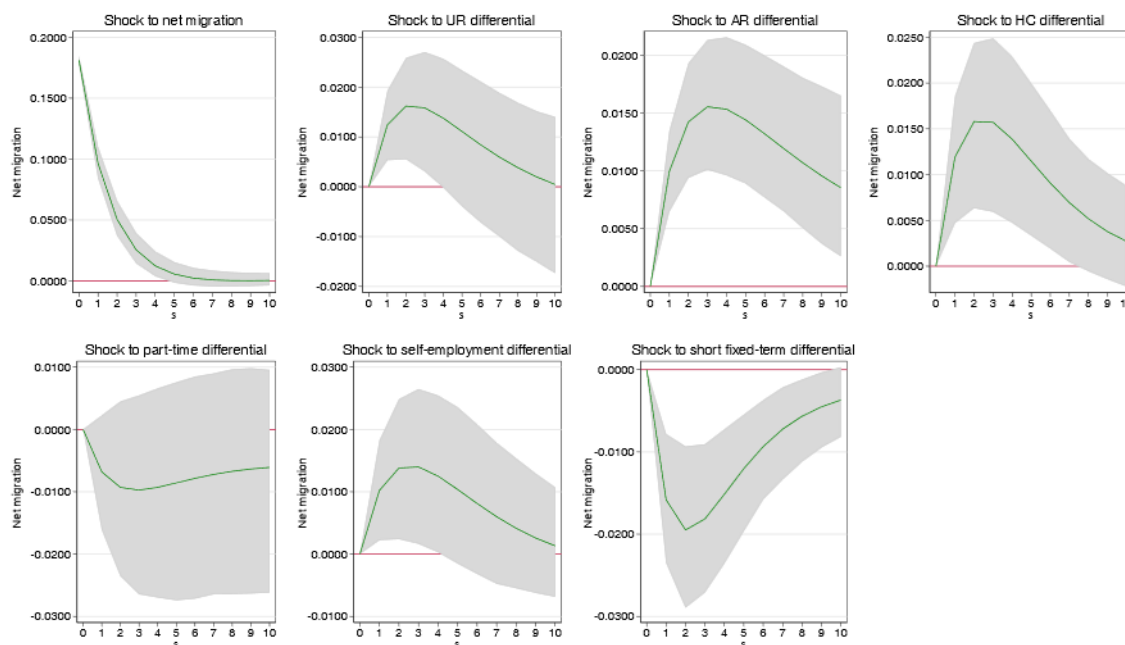 Shock to net migration
0.2000
0.1500
0.1000
0.0500
0.0000
Net migration
0 1 2 3 4 5 6 7 8 9 10
s
Shock to UR differential
0.0300
0.0200
0.0100
0.0000
-0.0100
-0.0200
Net migration
0 1 2 3 4 5 6 7 8 9 10
s
Shock to AR differential
0.0200
0.0150
0.0100
0.0050
0.0000
Net migration
0 1 2 3 4 5 6 7 8 9 10
s
Shock to HC differential
0.0250
0.0200
0.0150
0.0100
0.0050
0.0000
Net migration
0 1 2 3 4 5 6 7 8 9 10
s
Shock to part-time differential
0.0100
0.0000
-0.0100
-0.0200
-0.0300
Net migration
0 1 2 3 4 5 6 7 8 9 10
s
Shock to self-employment differential
0.0300
0.0200
0.0100
0.0000
-0.0100
Net migration
0 1 2 3 4 5 6 7 8 9 10
s
Shock to short fixed-term differential
0.0000
-0.0100
-0.0200
-0.0300
Net migration
0 1 2 3 4 5 6 7 8 9 10
s